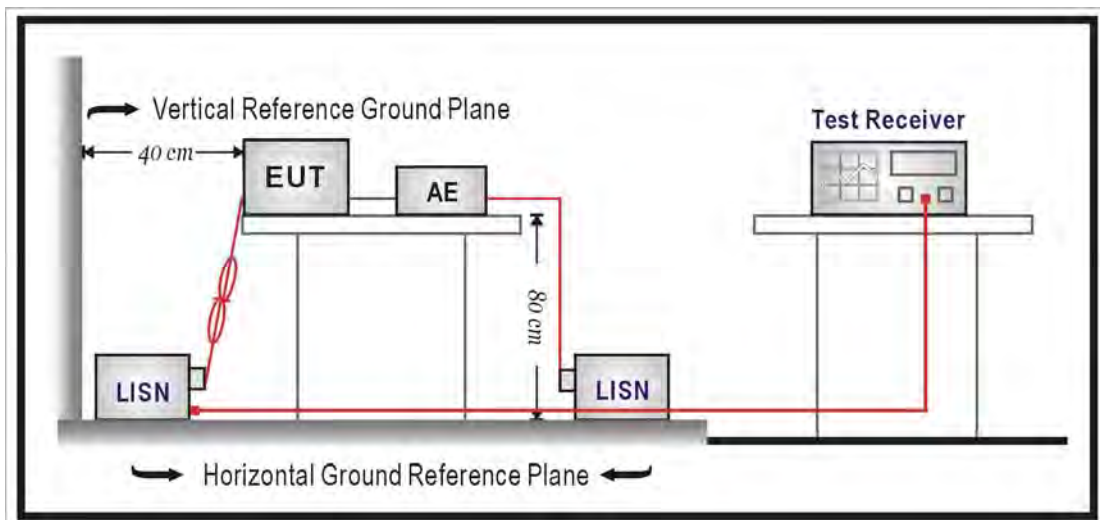 Vertical Reference Ground Plane
Test Receiver
40 cm
EUT
AE
80 cm
LISN
LISN
Horizontal Ground Reference Plane